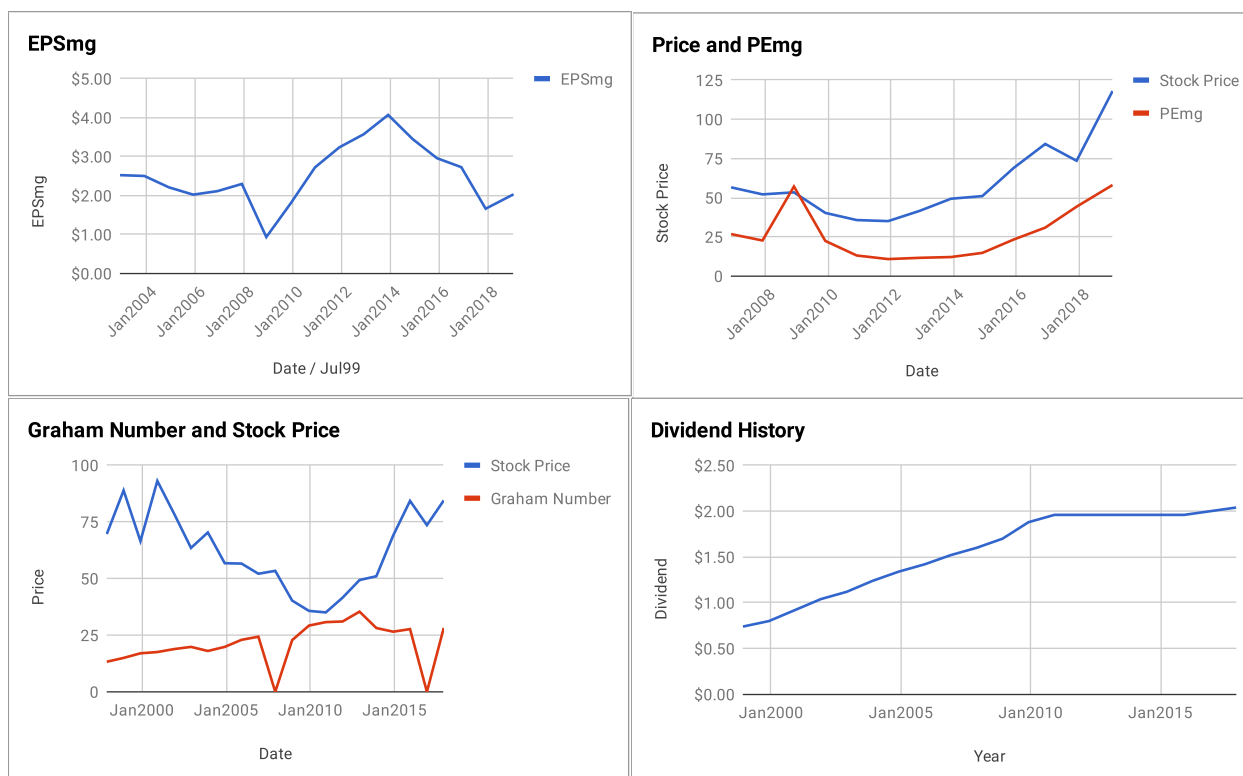 EPSmg
$5.00
$4.00
$3.00
$2.00
$1.00
$0.00
EPSmg
Jan2004
Jan2006
Jan2008
Jan2010
Jan2012
Jan2014
Jan2016
Jan2018
Date / Jul99
EPSmg
Price and PEmg
125
100
75
50
25
0
Stock Price
Jan2008
Jan2010
Jan2012
Jan2014
Jan2016
Jan2018
Date
Stock Price
PEmg
Graham Number and Stock Price
100
75
50
25
0
Price
Jan2000
Jan2005
Jan2010
Jan2015
Date
Stock Price
Graham Number
Dividend History
$2.50
$2.00
$1.50
$1.00
$0.50
$0.00
Dividend
Jan2000
Jan2005
Jan2010
Jan2015
Year